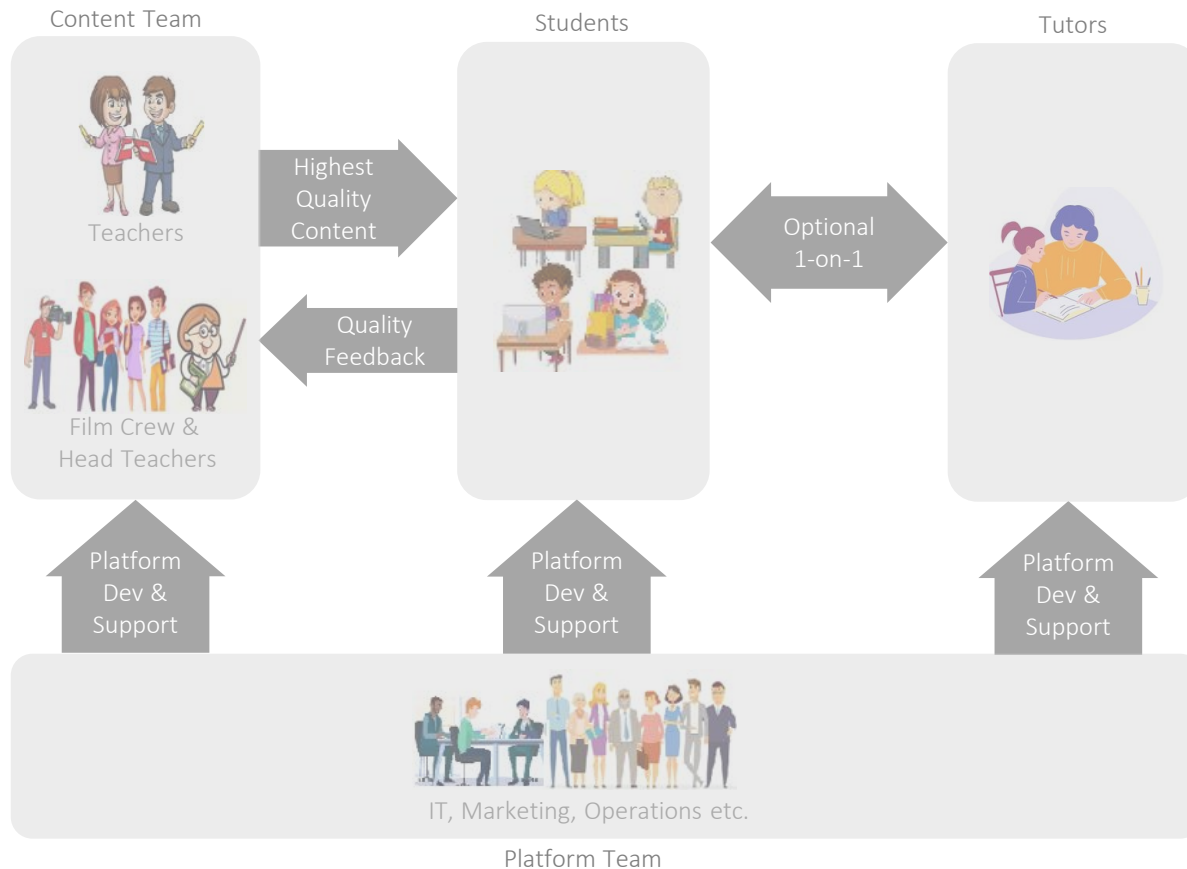 Content Team
Students
Tutors
Teachers
Film Crew &
Head Teachers
Highest
Quality
Content
Quality
Feedback
Optional
1-on-1
Platform
Dev &
Support
Platform
Dev &
Support
Platform
Dev &
Support
IT, Marketing, Operations etc.
Platform Team